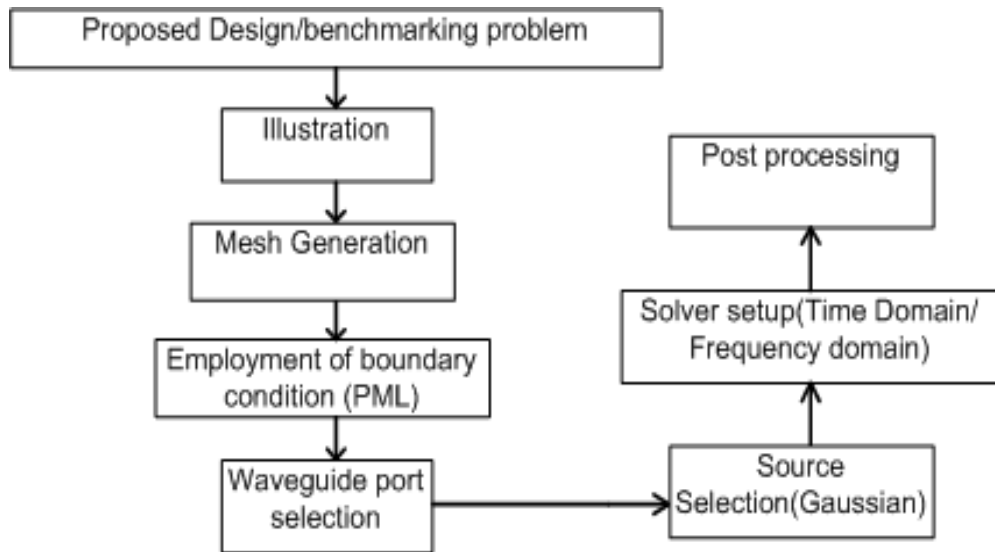 Proposed Design/benchmarking problem
Illustration
Mesh Generation
Employment of boundary
condition (PML)
Waveguide port
selection
Source
Selection(Gaussian)
Solver setup(Time Domain/
Frequency domain)
Post processing